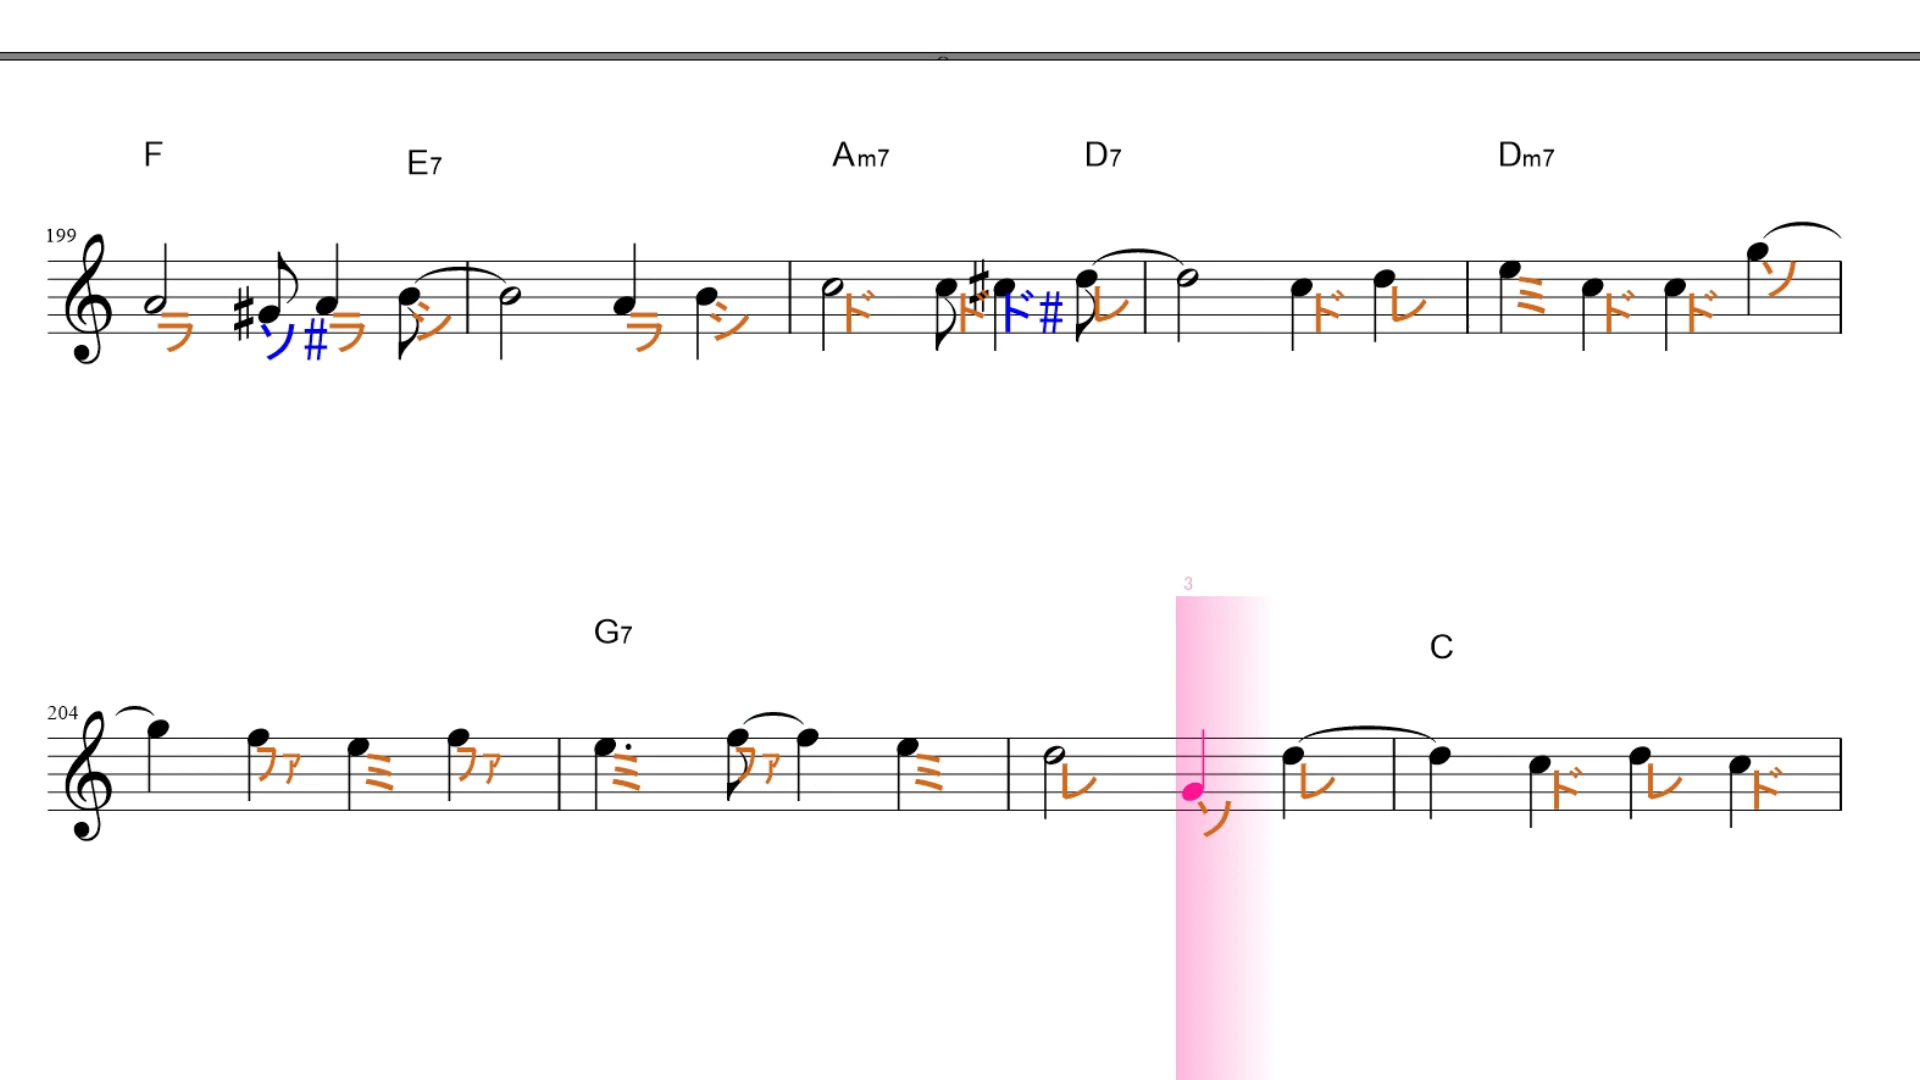 F E7 Am7 D7 Dm7
199
ラ ソ# ラ シ ラ シ ド ド ド# レ ド レ ミ ド ド ソ
3
G7 C
204
ファ ミ ファ ミ ファ ミ レ ソ レ ド レ ド